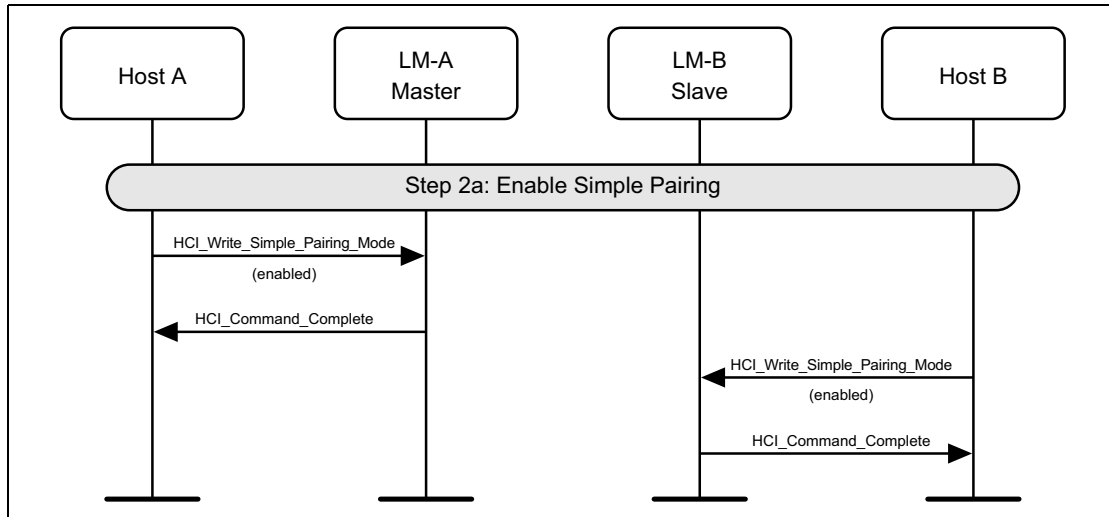 Host A
LM-A
Master
LM-B
Slave
Host B
Step 2a: Enable Simple Pairing
HCI_Write_Simple_Pairing_Mode
(enabled)
HCI_Command_Complete
HCI_Write_Simple_Pairing_Mode
(enabled)
HCI_Command_Complete